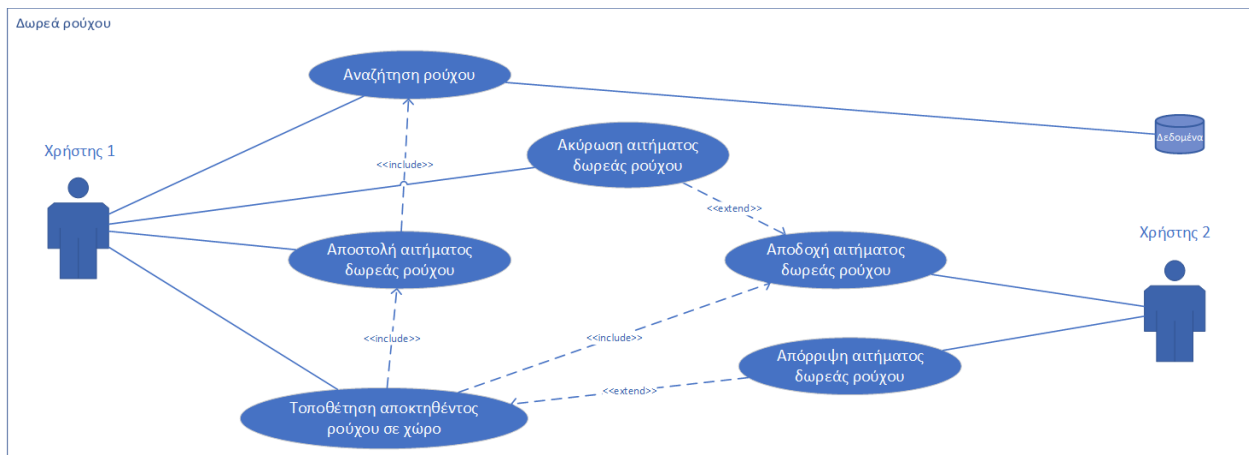 Δωρεά ρούχου
Αναζήτηση ρούχου
Δεδομένα
Χρήστης 1
Ακύρωση αιτήματος
δωρεάς ρούχου
<<include>>
<<extend>>
Αποστολή αιτήματος
δωρεάς ρούχου
Αποδοχή αιτήματος
δωρεάς ρούχου
Χρήστης 2
<<include>>
<<include>>
Απόρριψη αιτήματος
δωρεάς ρούχου
<<extend>>
Τοποθέτηση αποκτηθέντος
ρούχου σε χώρο